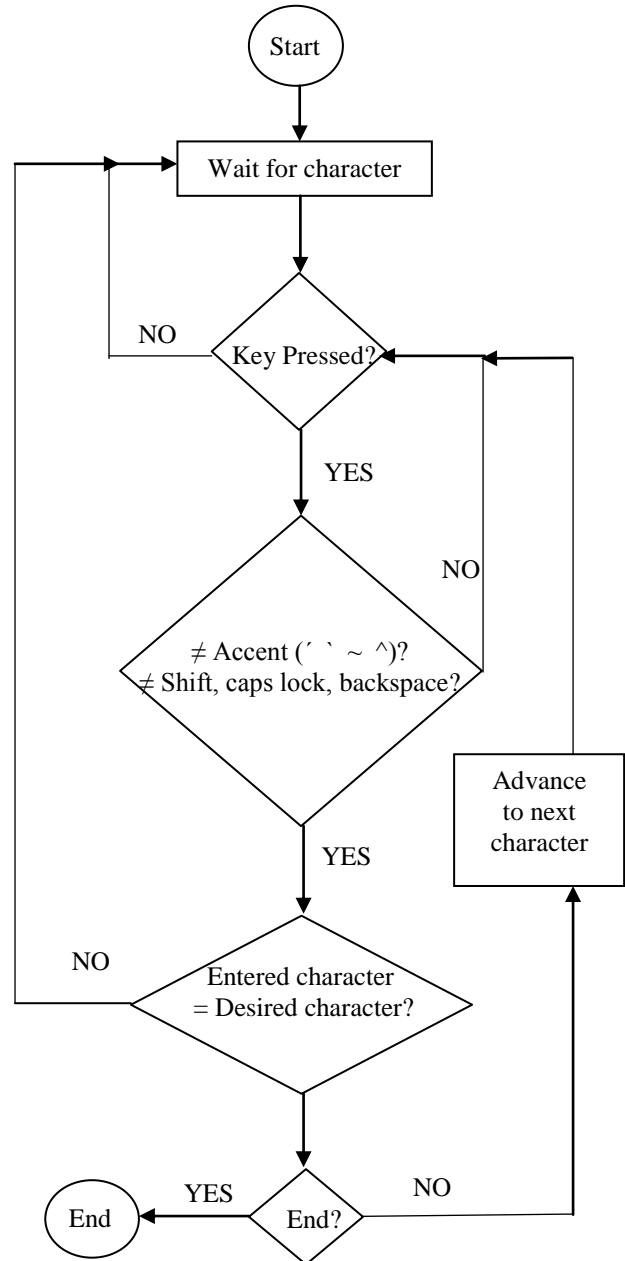 Start
Wait for character
NO
Key Pressed?
YES
NO
≠ Accent (´ ` ~ ^)?
≠ Shift, caps lock, backspace?
Advance
to next
character
YES
NO
Entered character
= Desired character?
YES
NO
End
End?